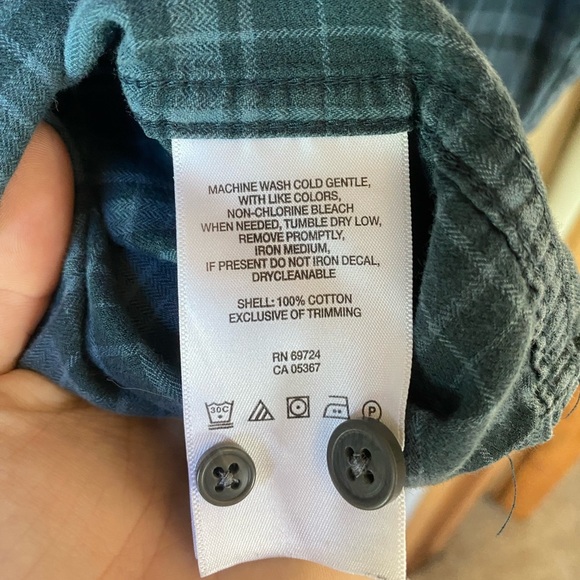 MACHINE WASH COLD GENTLE,
WITH LIKE COLORS,
NON-CHLORINE BLEACH
WHEN NEEDED, TUMBLE DRY LOW,
REMOVE PROMPTLY,
IRON MEDIUM,
IF PRESENT DO NOT IRON DECAL,
DRYCLEANABLE
SHELL: 100% COTTON
EXCLUSIVE OF TRIMMING
RN 69724
CA 05367
30C P